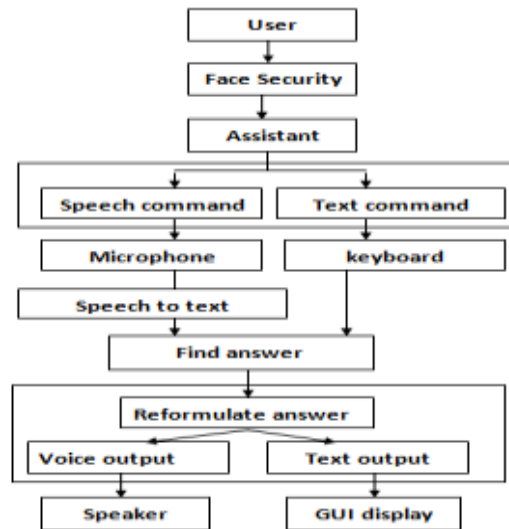 User
Face Security
Assistant
Speech command
Text command
Microphone
keyboard
Speech to text
Find answer
Reformulate answer
Voice output
Text output
Speaker
GUI display